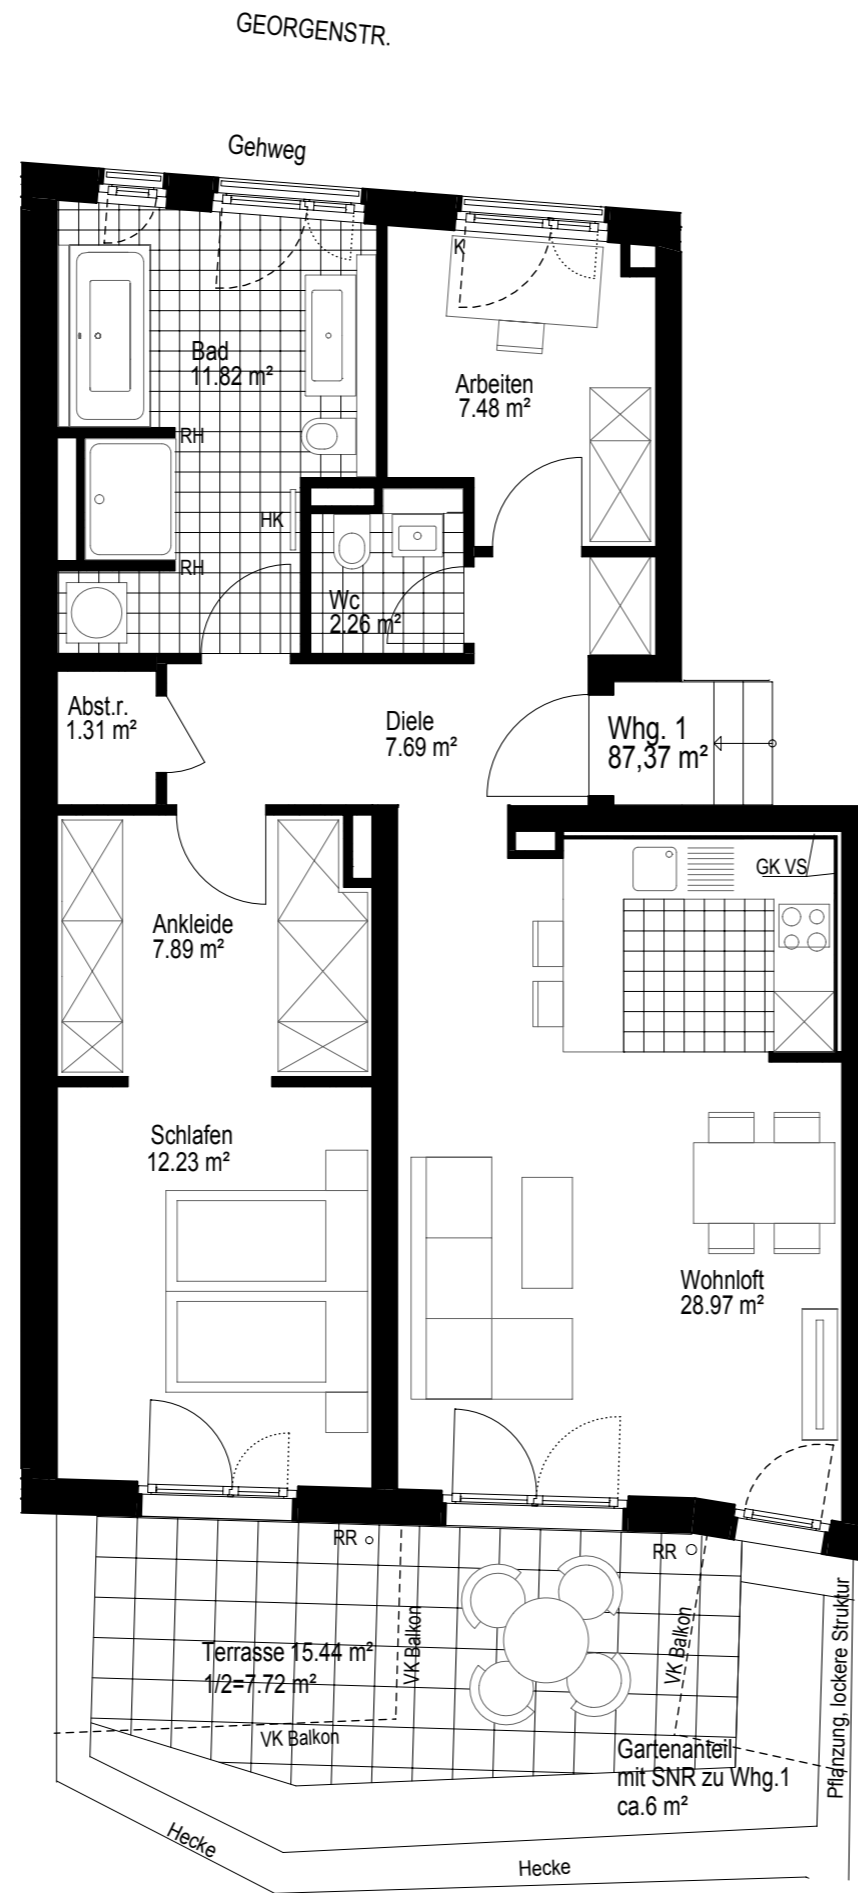 GEORGENSTR.
Gehweg
K
Bad
11.82 m²
Arbeiten
7.48 m²
RH
HK
RH
Wc
2.26 m²
Abst.r.
1.31 m²
Diele
7.69 m²
Whg. 1
87,37 m²
GK VS
Ankleide
7.89 m²
Schlafen
12.23 m²
Wohnloft
28.97 m²
RR
RR
Terrasse 15.44 m²
1/2=7.72 m²
VK Balkon
VK Balkon
VK Balkon
Gartenanteil
mit SNR zu Whg.1
ca.6 m²
Pflanzung, lockere Struktur
Hecke
Hecke